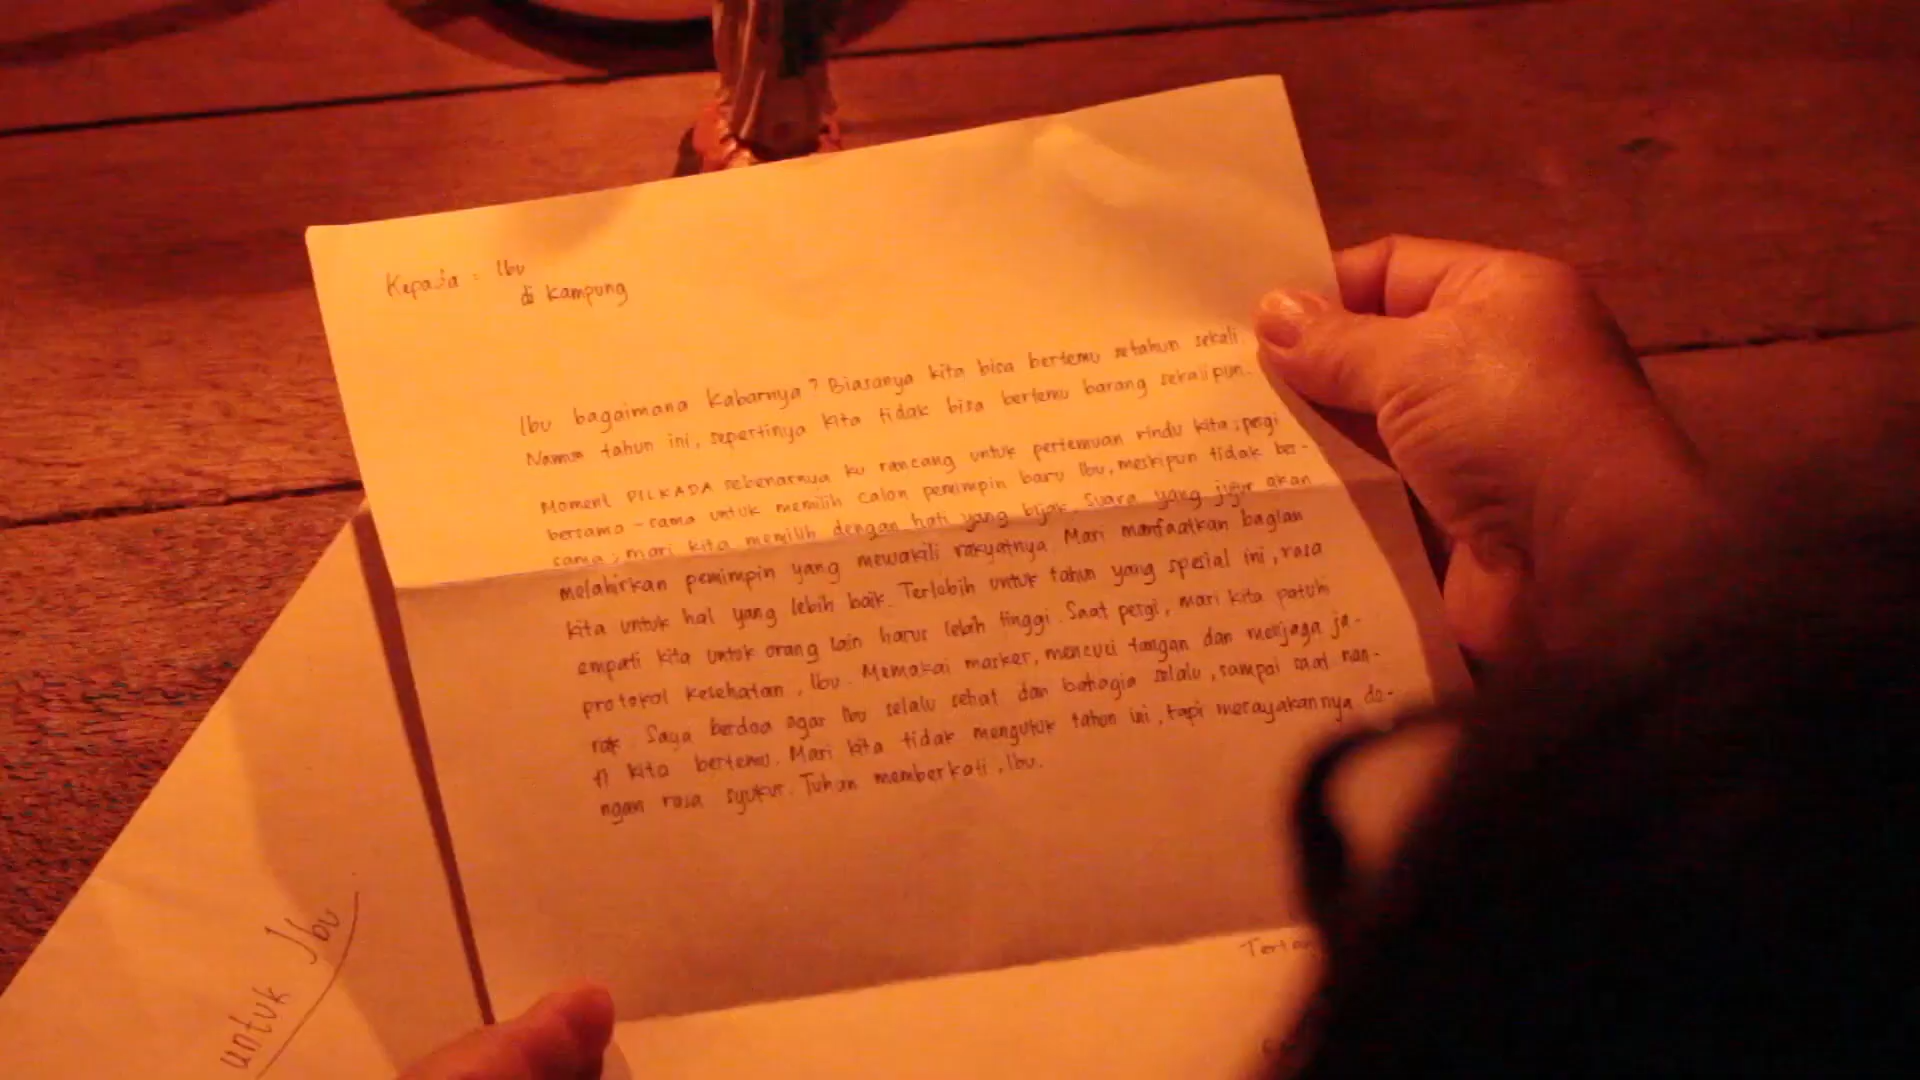 Kepada : Ibu
di kampung
Ibu bagaimana kabarnya? Biasanya kita bisa bertemu setahun sekali.
Namun tahun ini, sepertinya kita tidak bisa bertemu barang sekalipun.
Moment PILKADA sebenarnya ku rancang untuk pertemuan rindu kita; pergi
bersama-sama untuk memilih calon pemimpin baru Ibu, meskipun tidak ber-
sama; mari kita memilih dengan hati yang bijak. Suara yang jujur akan
melahirkan pemimpin yang mewakili rakyatnya. Mari manfaatkan bagian
kita untuk hal yang lebih baik. Terlebih untuk tahun yang spesial ini, rasa
empati kita untuk orang lain harus lebih tinggi. Saat pergi, mari kita patuhi
protokol kesehatan, Ibu. Memakai masker, mencuci tangan dan menjaga ja-
rak. Saya berdoa agar Ibu selalu sehat dan bahagia selalu, sampai saat nan-
ti kita bertemu. Mari kita tidak mengutuk tahun ini, tapi merayakannya de-
ngan rasa syukur. Tuhan memberkati, Ibu.
untuk Ibu